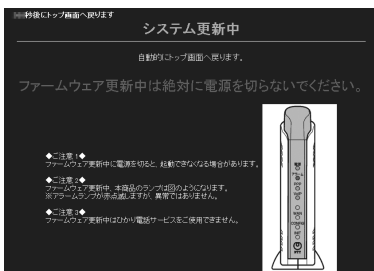 秒後にトップ画面へ戻ります
システム更新中
自動的にトップ画面へ戻ります。
ファームウェア更新中は絶対に電源を切らないでください。
◆ご注意1◆
ファームウェア更新中に電源を切ると、起動できなくなる場合があります。
◆ご注意2◆
ファームウェア更新中、本商品のランプは図のようになります。
※アラームランプが赤点滅しますが、異常ではありません。
◆ご注意3◆
ファームウェア更新中はひかり電話サービスをご使用できません。